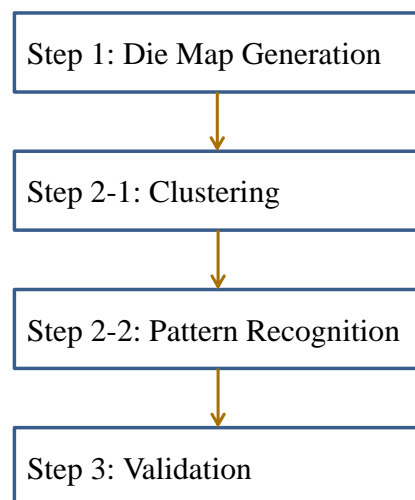 Step 1: Die Map Generation
Step 2-1: Clustering
Step 2-2: Pattern Recognition
Step 3: Validation